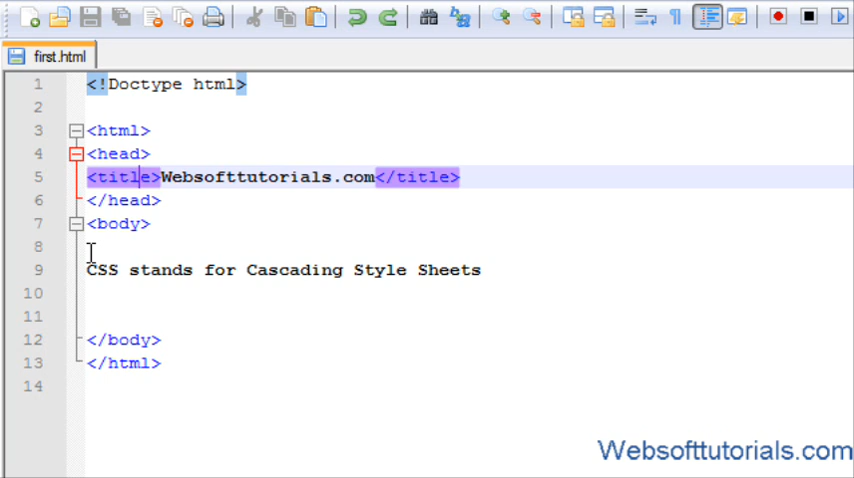 first.html
1 <!Doctype html>
2
3 <html>
4 <head>
5 <title>Websofttutorials.com</title>
6 </head>
7 <body>
8
9 CSS stands for Cascading Style Sheets
10
11
12 </body>
13 </html>
14
Websofttutorials.com